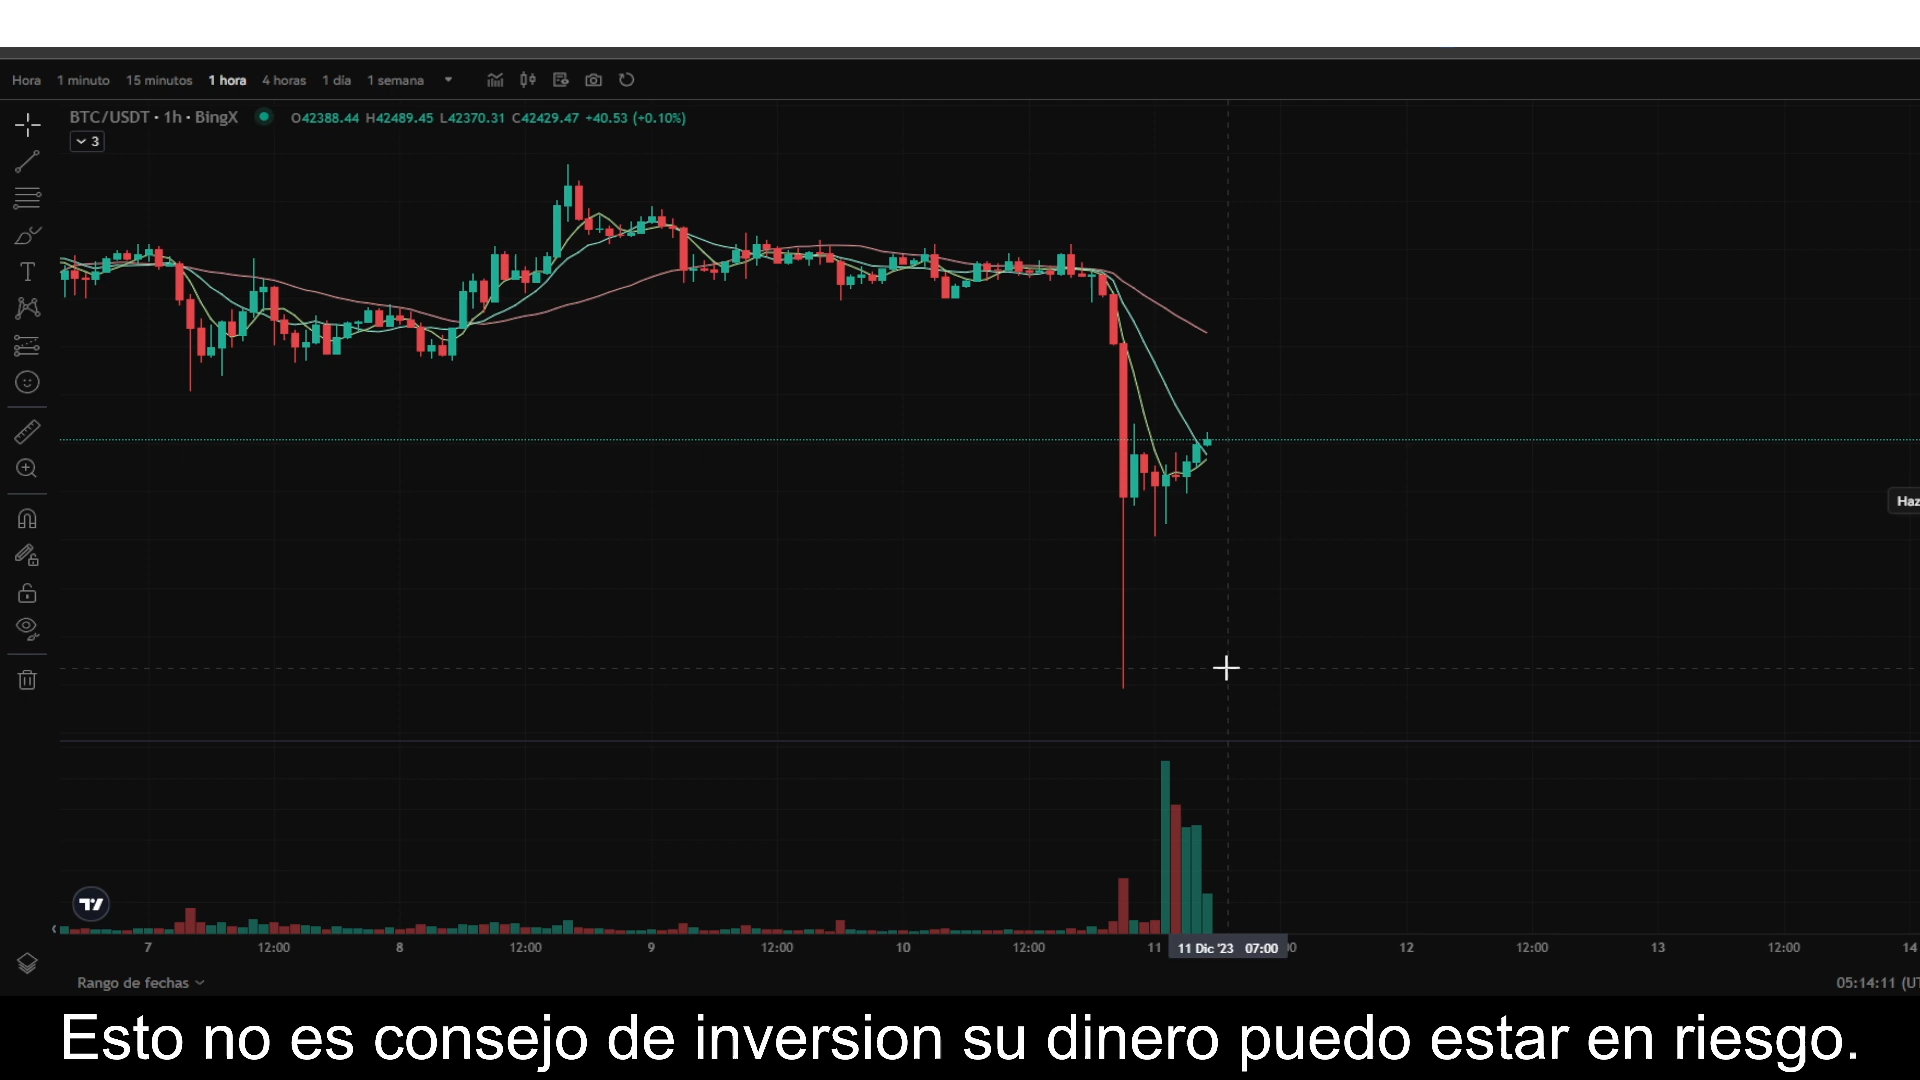 Hora 1 minuto 15 minutos 1 hora 4 horas 1 día 1 semana
BTC/USDT · 1h · BingX O42388.44 H42489.45 L42370.31 C42429.47 +40.53 (+0.10%)
3
Haz
7 12:00 8 12:00 9 12:00 10 12:00 11 11 Dic '23 07:00 12 12:00 13 12:00 14
Rango de fechas 05:14:11 (UT
Esto no es consejo de inversion su dinero puedo estar en riesgo.